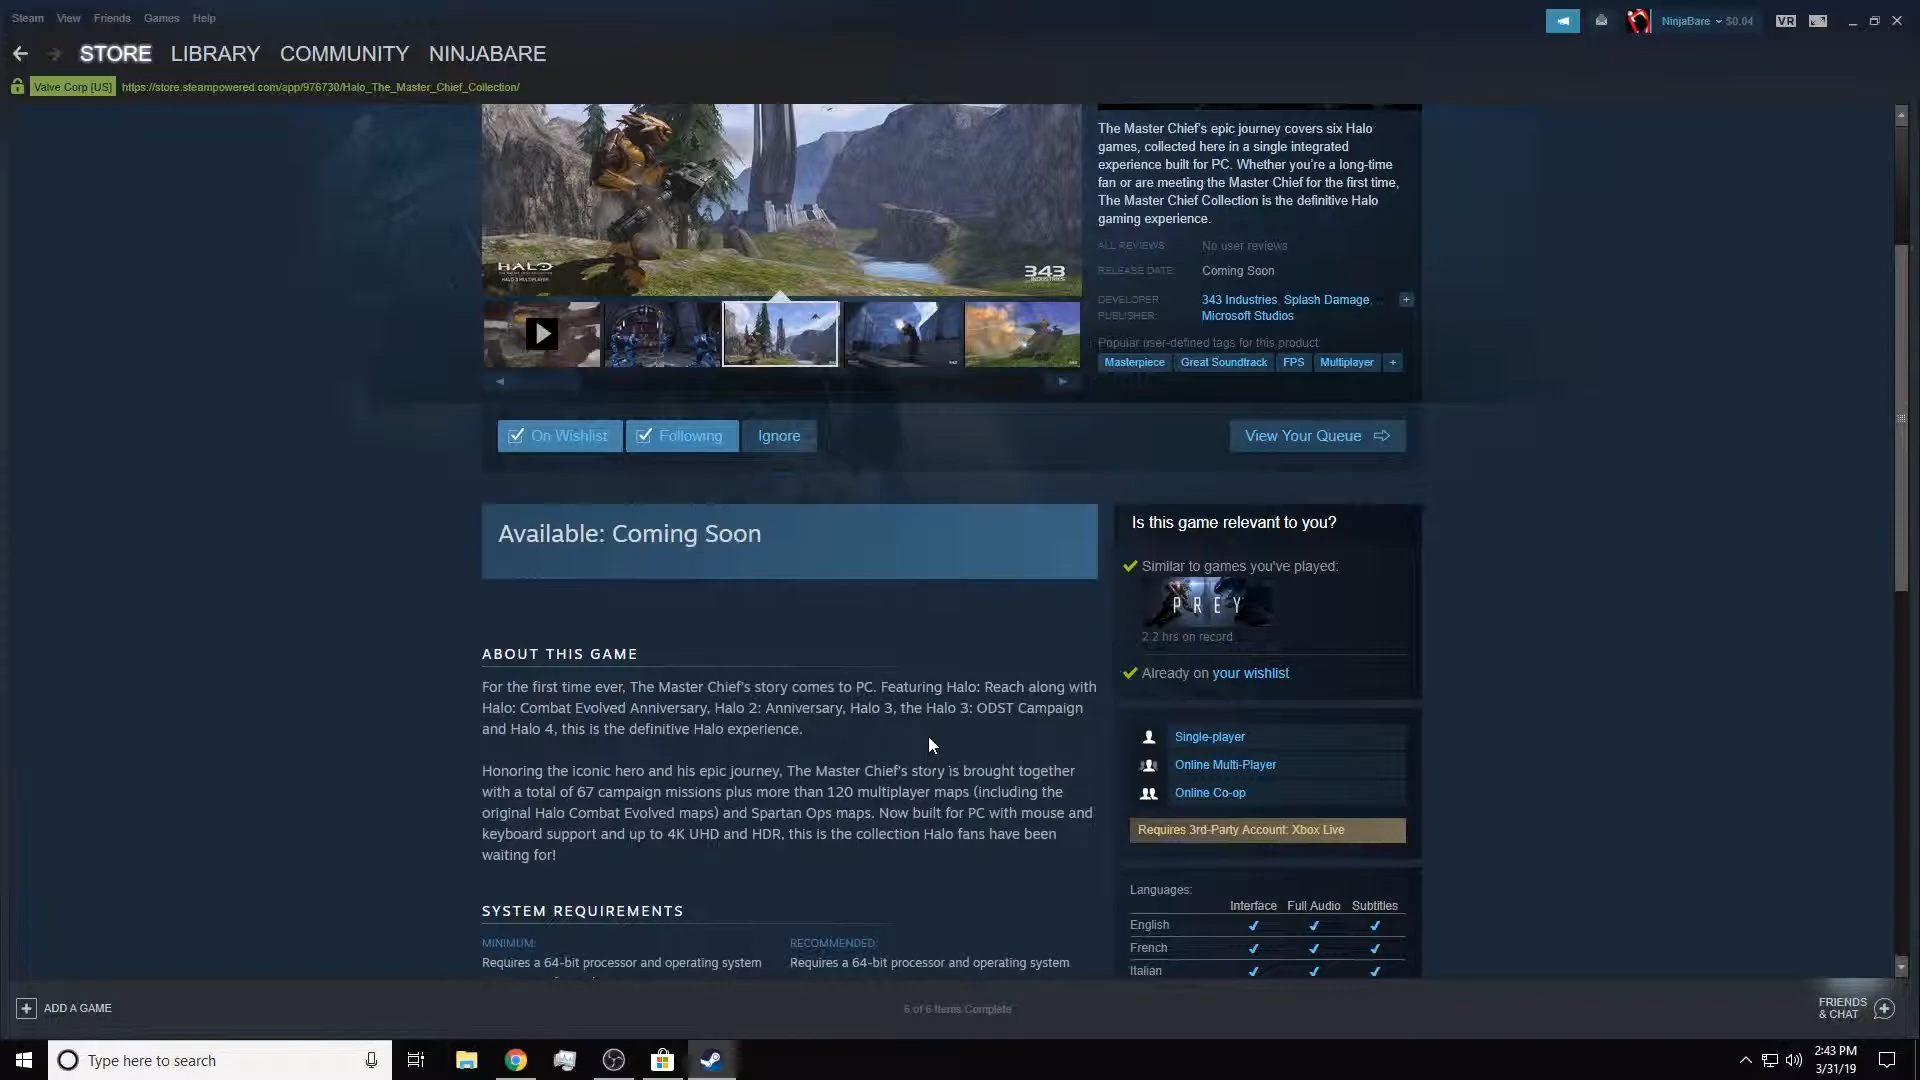 Steam View Friends Games Help
NinjaBare $0.04 VR
STORE LIBRARY COMMUNITY NINJABARE
Valve Corp [US] https://store.steampowered.com/app/976730/Halo_The_Master_Chief_Collection/
HALO
HALO 3 MULTIPLAYER
343
INDUSTRIES
The Master Chief's epic journey covers six Halo
games, collected here in a single integrated
experience built for PC. Whether you're a long-time
fan or are meeting the Master Chief for the first time,
The Master Chief Collection is the definitive Halo
gaming experience.
ALL REVIEWS: No user reviews
RELEASE DATE: Coming Soon
DEVELOPER: 343 Industries, Splash Damage, .. +
PUBLISHER: Microsoft Studios
Popular user-defined tags for this product:
Masterpiece Great Soundtrack FPS Multiplayer +
On Wishlist Following Ignore View Your Queue
Available: Coming Soon
ABOUT THIS GAME
For the first time ever, The Master Chief's story comes to PC. Featuring Halo: Reach along with
Halo: Combat Evolved Anniversary, Halo 2: Anniversary, Halo 3, the Halo 3: ODST Campaign
and Halo 4, this is the definitive Halo experience.
Honoring the iconic hero and his epic journey, The Master Chief's story is brought together
with a total of 67 campaign missions plus more than 120 multiplayer maps (including the
original Halo Combat Evolved maps) and Spartan Ops maps. Now built for PC with mouse and
keyboard support and up to 4K UHD and HDR, this is the collection Halo fans have been
waiting for!
SYSTEM REQUIREMENTS
MINIMUM: RECOMMENDED:
Requires a 64-bit processor and operating system Requires a 64-bit processor and operating system
Is this game relevant to you?
Similar to games you've played:
PREY
2.2 hrs on record
Already on your wishlist
Single-player
Online Multi-Player
Online Co-op
Requires 3rd-Party Account: Xbox Live
Languages:
Interface Full Audio Subtitles
English
French
Italian
+ ADD A GAME
6 of 6 Items Complete
FRIENDS
& CHAT
Type here to search
2:43 PM
3/31/19